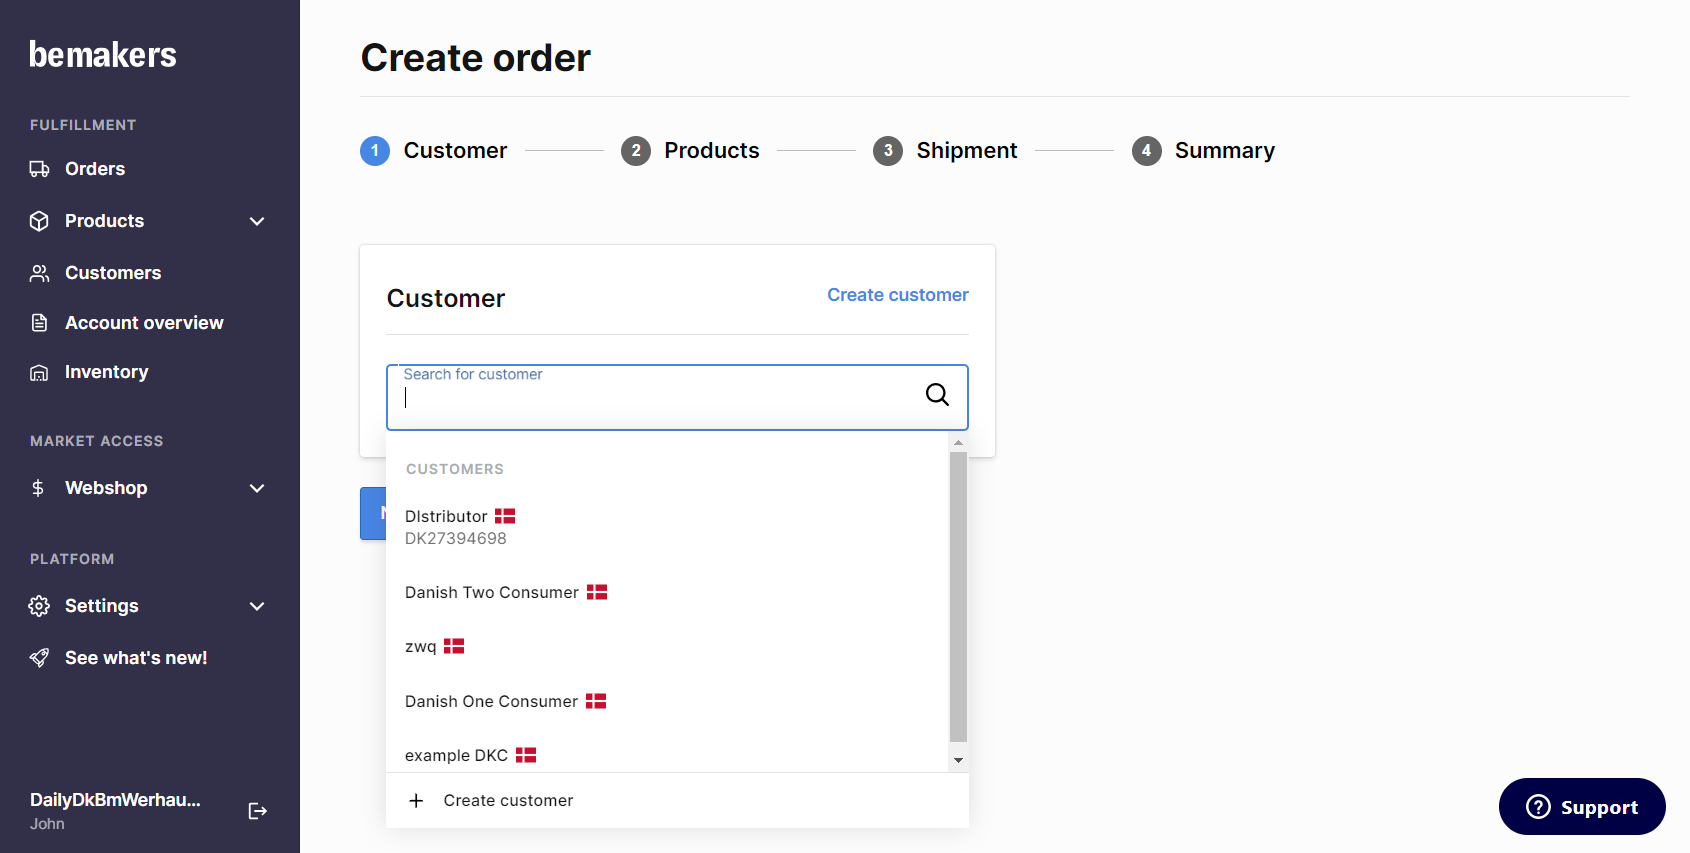 bemakers
FULFILLMENT
Orders
Products
Customers
Account overview
Inventory
MARKET ACCESS
Webshop
PLATFORM
Settings
See what's new!
DailyDkBmWerhau...
John
Create order
1 Customer
2 Products
3 Shipment
4 Summary
Customer
Create customer
Search for customer
CUSTOMERS
DIstributor
DK27394698
Danish Two Consumer
zwq
Danish One Consumer
example DKC
Create customer
Support